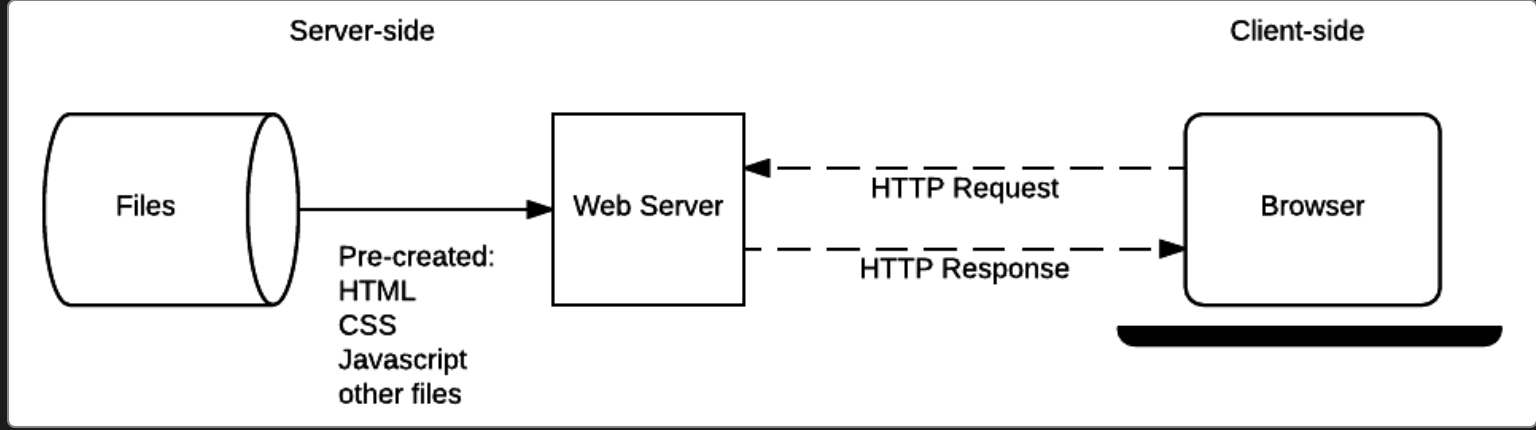 Server-side
Client-side
Files
Web Server
HTTP Request
HTTP Response
Browser
Pre-created:
HTML
CSS
Javascript
other files